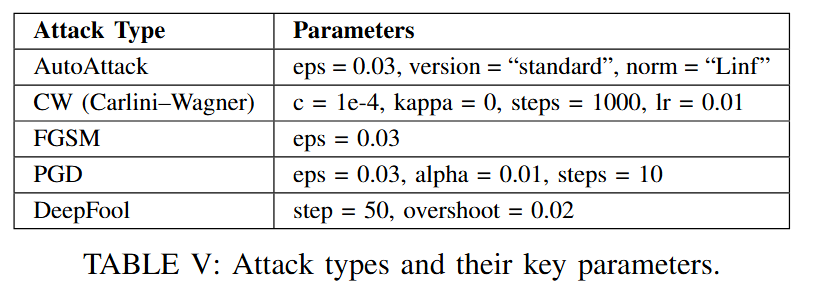 Attack Type Parameters
AutoAttack eps = 0.03, version = “standard”, norm = “Linf”
CW (Carlini–Wagner) c = 1e-4, kappa = 0, steps = 1000, lr = 0.01
FGSM eps = 0.03
PGD eps = 0.03, alpha = 0.01, steps = 10
DeepFool step = 50, overshoot = 0.02
TABLE V: Attack types and their key parameters.